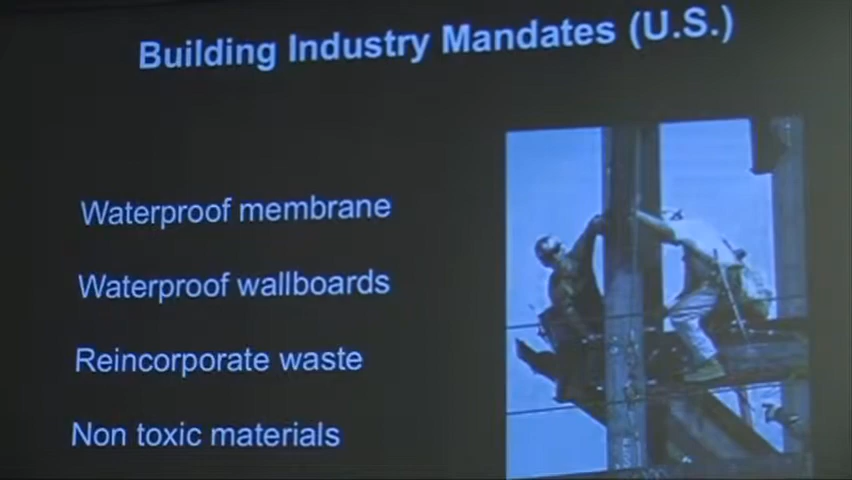 Building Industry Mandates (U.S.)
Waterproof membrane
Waterproof wallboards
Reincorporate waste
Non toxic materials